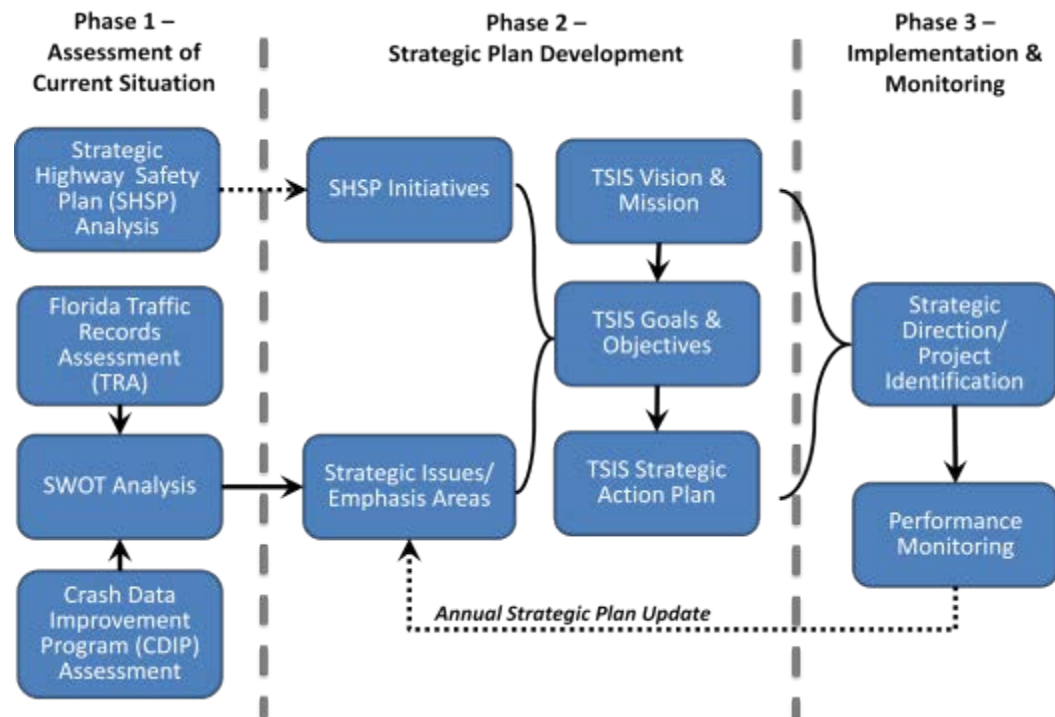 Phase 1 –
Assessment of
Current Situation
Phase 2 –
Strategic Plan Development
Phase 3 –
Implementation &
Monitoring
Strategic
Highway Safety
Plan (SHSP)
Analysis
Florida Traffic
Records
Assessment
(TRA)
SWOT Analysis
Crash Data
Improvement
Program (CDIP)
Assessment
SHSP Initiatives
Strategic Issues/
Emphasis Areas
TSIS Vision &
Mission
TSIS Goals &
Objectives
TSIS Strategic
Action Plan
Annual Strategic Plan Update
Strategic
Direction/
Project
Identification
Performance
Monitoring